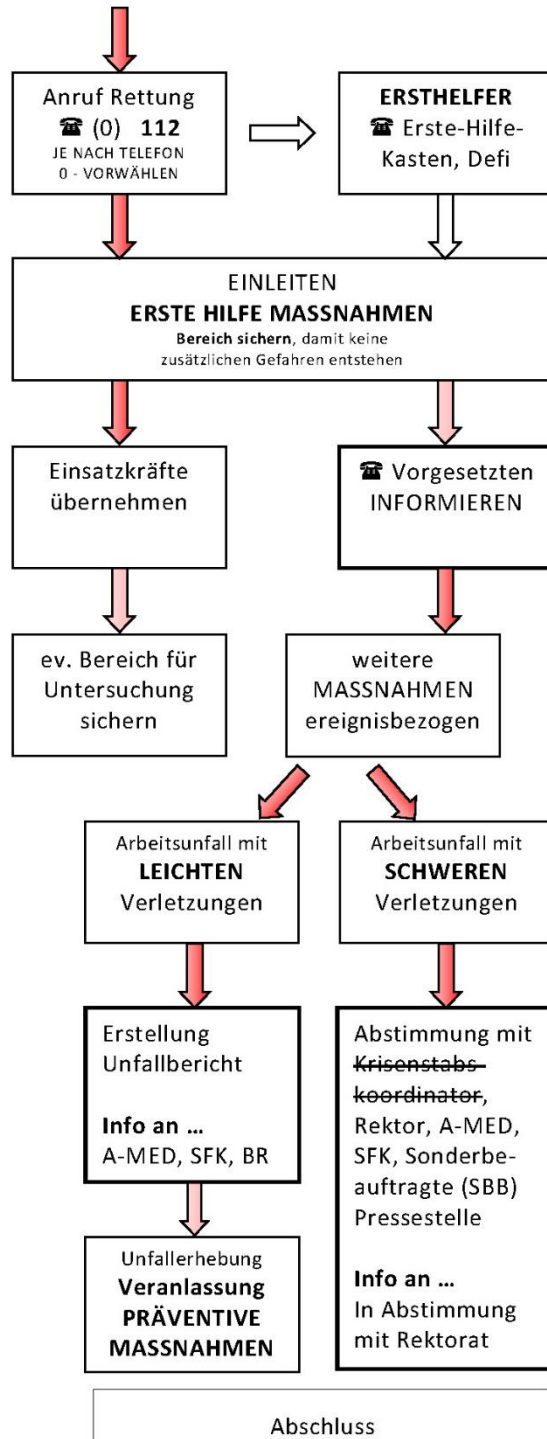 Anruf Rettung
☎ (0) 112
JE NACH TELEFON
0 - VORWÄHLEN
ERSTHELFER
☎ Erste-Hilfe-
Kasten, Defi
EINLEITEN
ERSTE HILFE MASSNAHMEN
Bereich sichern, damit keine
zusätzlichen Gefahren entstehen
Einsatzkräfte
übernehmen
☎ Vorgesetzten
INFORMIEREN
ev. Bereich für
Untersuchung
sichern
weitere
MASSNAHMEN
ereignisbezogen
Arbeitsunfall mit
LEICHTEN
Verletzungen
Arbeitsunfall mit
SCHWEREN
Verletzungen
Erstellung
Unfallbericht
Info an ...
A-MED, SFK, BR
Abstimmung mit
Krisenstabs-
koordinator,
Rektor, A-MED,
SFK, Sonderbe-
auftragte (SBB)
Pressestelle
Info an ...
In Abstimmung
mit Rektorat
Unfallerhebung
Veranlassung
PRÄVENTIVE
MASSNAHMEN
Abschluss